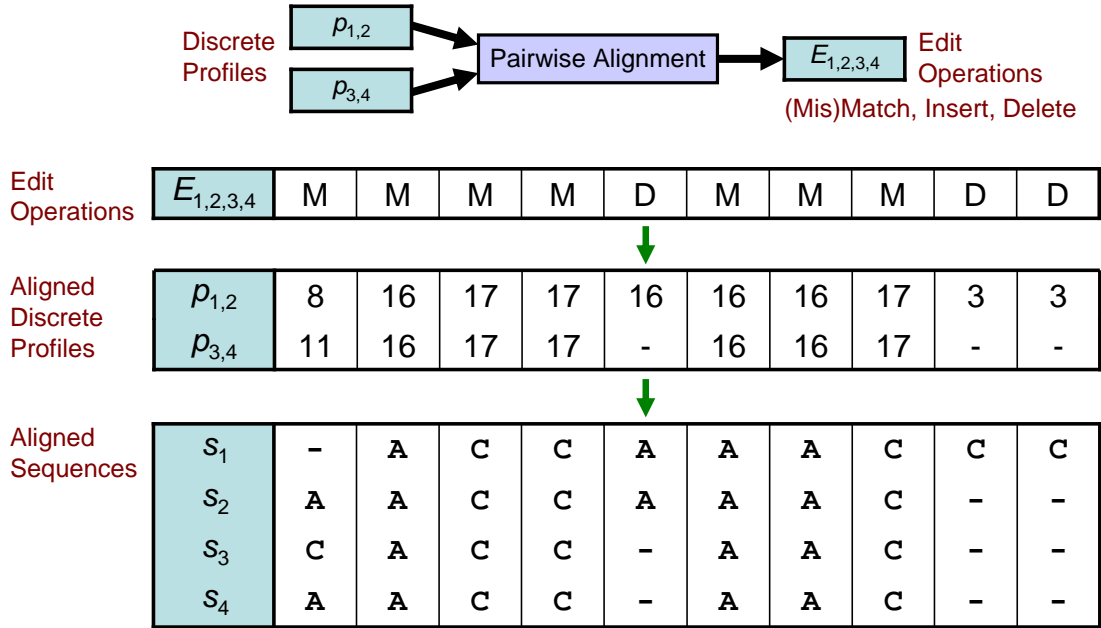 Discrete
Profiles
p1,2
p3,4
Pairwise Alignment
E1,2,3,4
Edit
Operations
(Mis)Match, Insert, Delete
Edit
Operations
E1,2,3,4 M M M M D M M M D D
Aligned
Discrete
Profiles
p1,2 8 16 17 17 16 16 16 17 3 3
p3,4 11 16 17 17 - 16 16 17 - -
Aligned
Sequences
s1 - A C C A A A C C C
s2 A A C C A A A C - -
s3 C A C C - A A C - -
s4 A A C C - A A C - -